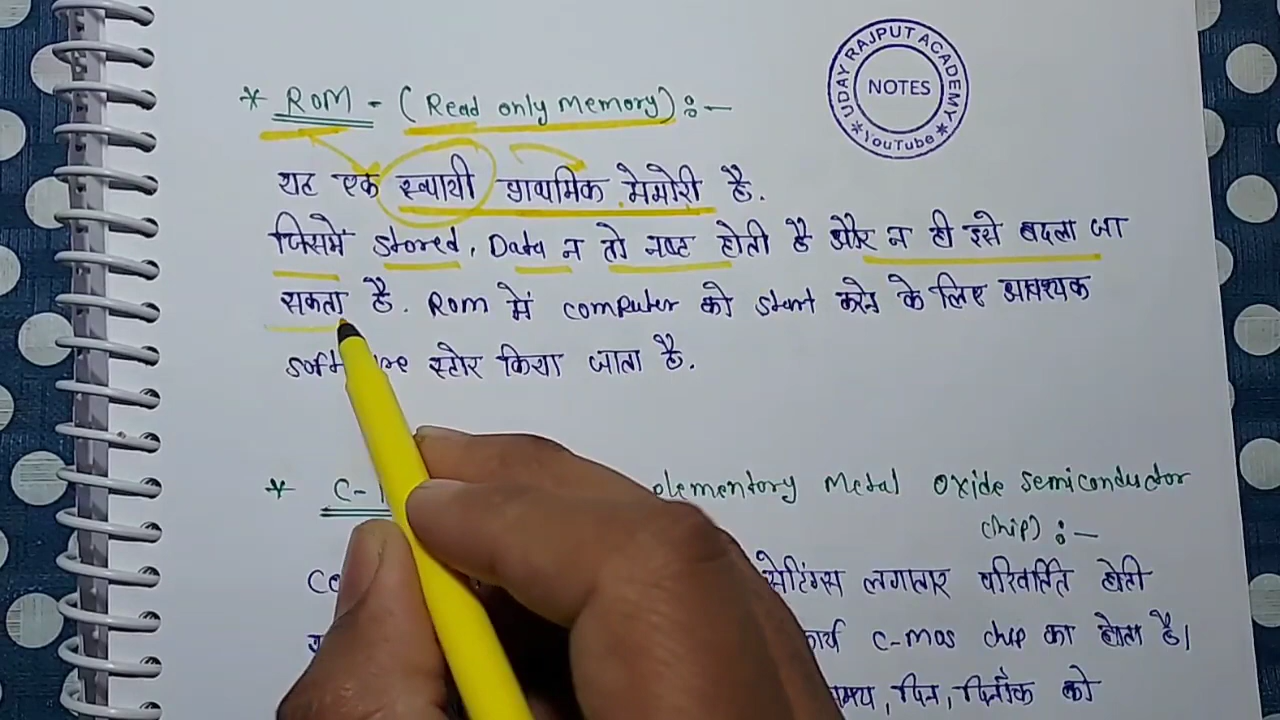 * ROM - (Read only memory) :-
UDAY RAJPUT ACADEMY
NOTES
YouTube
यह एक स्थायी प्राथमिक मेमोरी है.
जिसमें stored, Data न तो नष्ट होती है और न ही इसे बदला जा
सकता है. Rom में computer को start करने के लिए आवश्यक
स्टोर किया जाता है.
* Metal oxide semiconductor
chip) :-
सेटिंग्स लगातार परिवर्तित होती
कार्य c-mos chip का होता है।
दिन, दिनाँक को